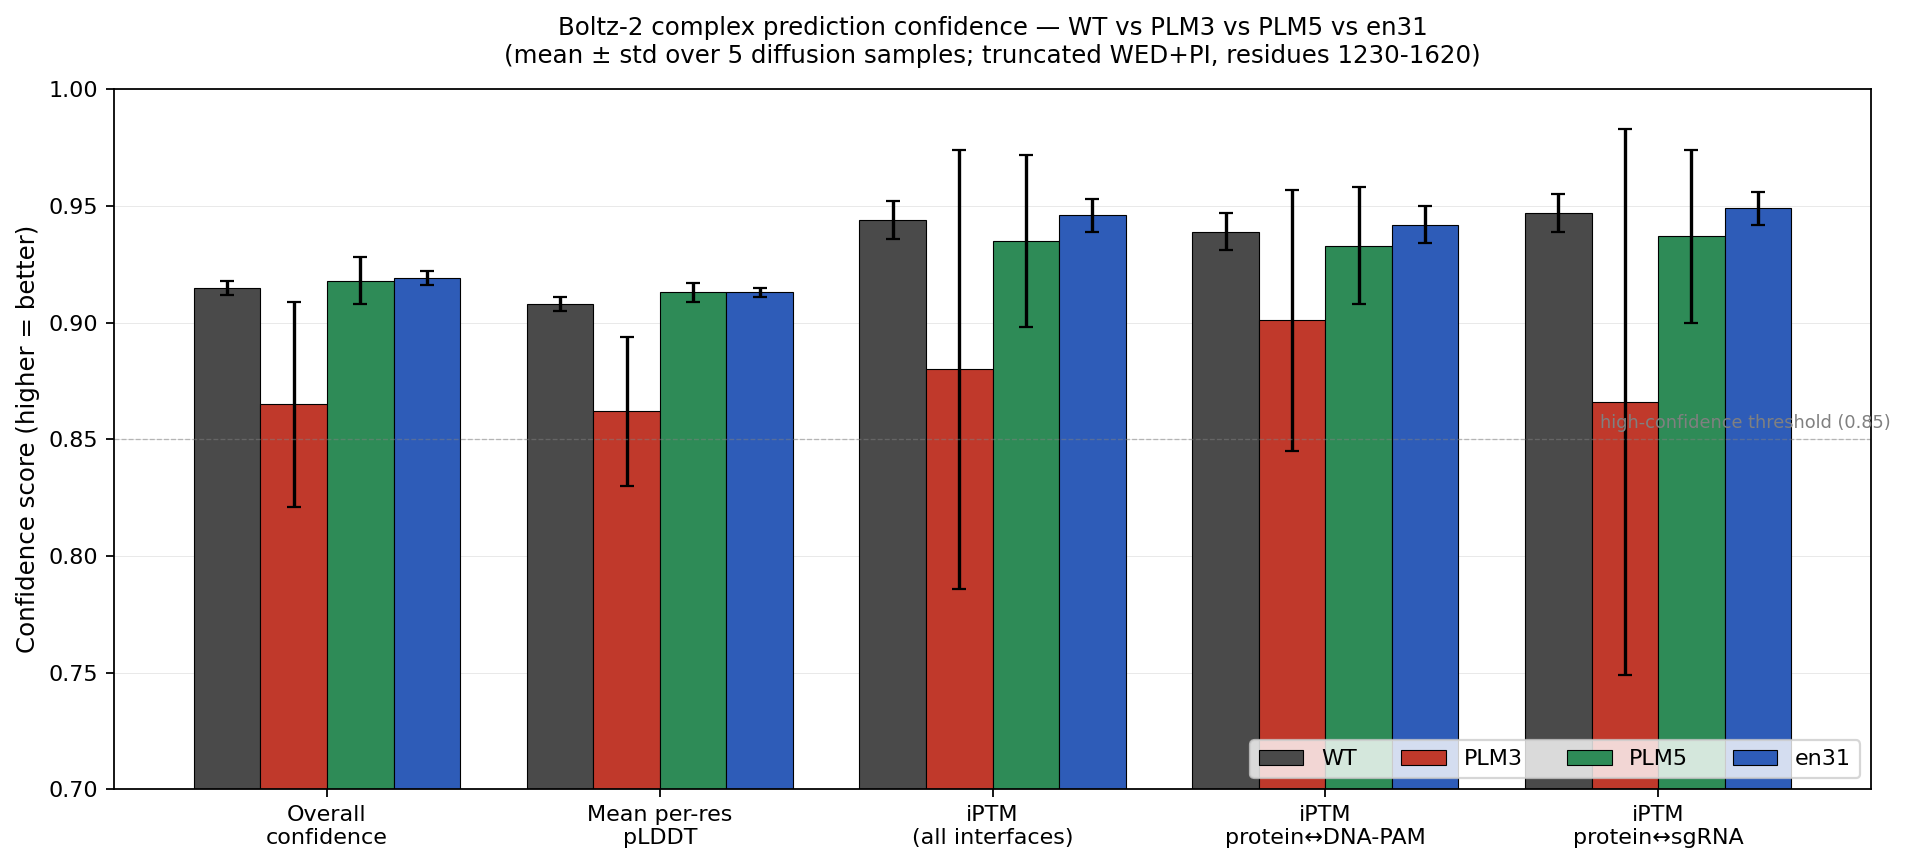 Boltz-2 complex prediction confidence — WT vs PLM3 vs PLM5 vs en31
(mean ± std over 5 diffusion samples; truncated WED+PI, residues 1230-1620)
Confidence score (higher = better)
1.00
0.95
0.90
0.85
0.80
0.75
0.70
high-confidence threshold (0.85)
WT
PLM3
PLM5
en31
Overall
confidence
Mean per-res
pLDDT
iPTM
(all interfaces)
iPTM
protein↔DNA-PAM
iPTM
protein↔sgRNA